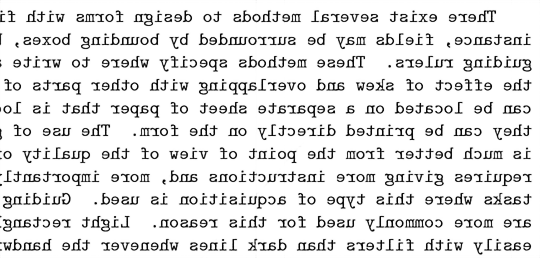 There exist several methods to design forms with fi
instance, fields may be surrounded by bounding boxes,
guiding rulers. These methods specify where to write
the effect of skew and overlapping with other parts of
can be located on a separate sheet of paper that is loc
they can be printed directly on the form. The use of
is much better from the point of view of the quality o
requires giving more instructions and, more importantly
tasks where this type of acquisition is used. Guiding
are more commonly used for this reason. Light rectangl
easily with filters than dark lines whenever the handw